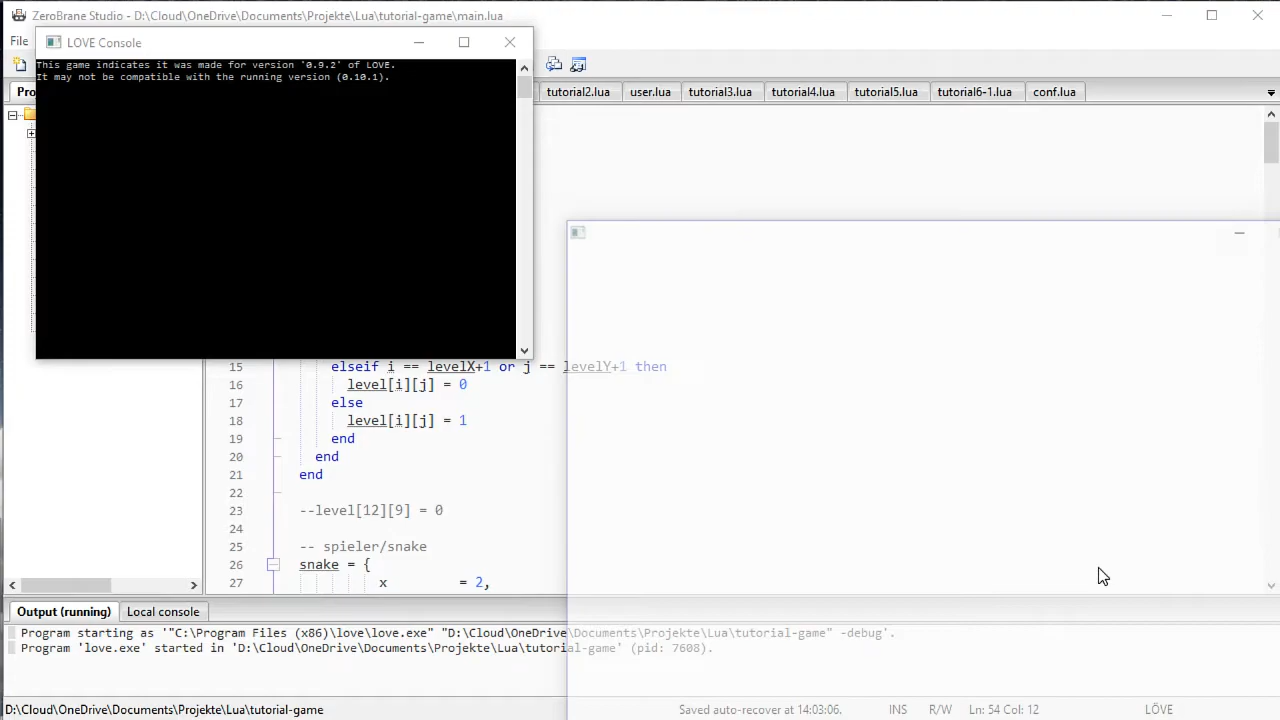 ZeroBrane Studio - D:\Cloud\OneDrive\Documents\Projekte\Lua\tutorial-game\main.lua
File
LOVE Console
This game indicates it was made for version '0.9.2' of LOVE.
It may not be compatible with the running version (0.10.1).
Pro
tutorial2.lua
user.lua
tutorial3.lua
tutorial4.lua
tutorial5.lua
tutorial6-1.lua
conf.lua
15 elseif i == levelX+1 or j == levelY+1 then
16 level[i][j] = 0
17 else
18 level[i][j] = 1
19 end
20 end
21 end
22
23 --level[12][9] = 0
24
25 -- spieler/snake
26 snake = {
27 x = 2,
Output (running)
Local console
Program starting as '"C:\Program Files (x86)\love\love.exe" "D:\Cloud\OneDrive\Documents\Projekte\Lua\tutorial-game" -debug'.
Program 'love.exe' started in 'D:\Cloud\OneDrive\Documents\Projekte\Lua\tutorial-game' (pid: 7608).
D:\Cloud\OneDrive\Documents\Projekte\Lua\tutorial-game
Saved auto-recover at 14:03:06.
INS
R/W
Ln: 54 Col: 12
LÖVE